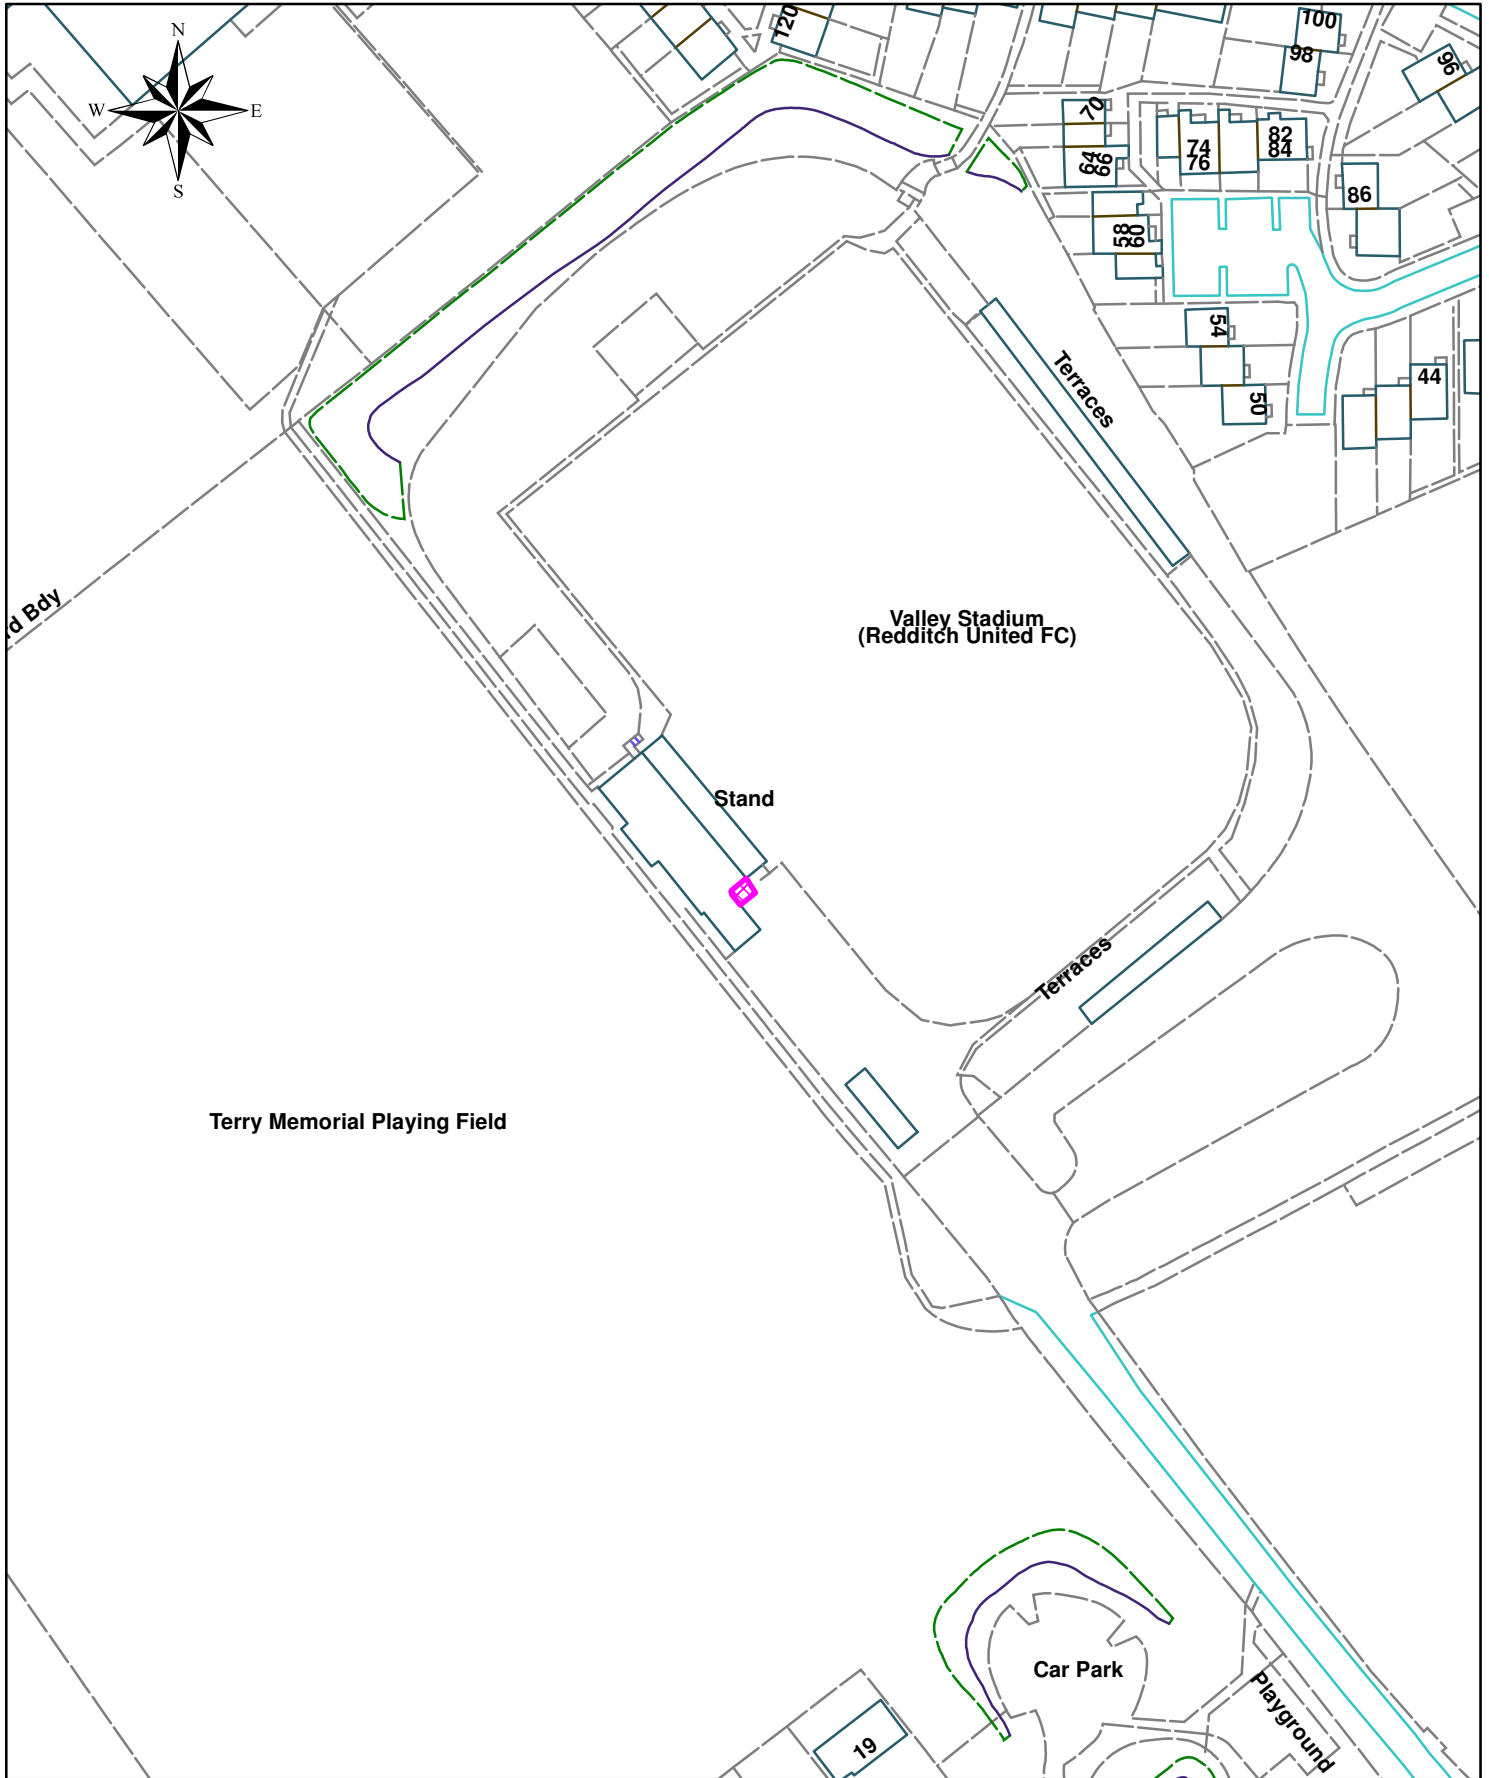 120
100
98
96
N
W
E
S
70
74
76
82
84
64
66
86
58
60
54
44
50
Terraces
rd Bdy
Valley Stadium
(Redditch United FC)
Stand
Terraces
Terry Memorial Playing Field
Car Park
Playground
19